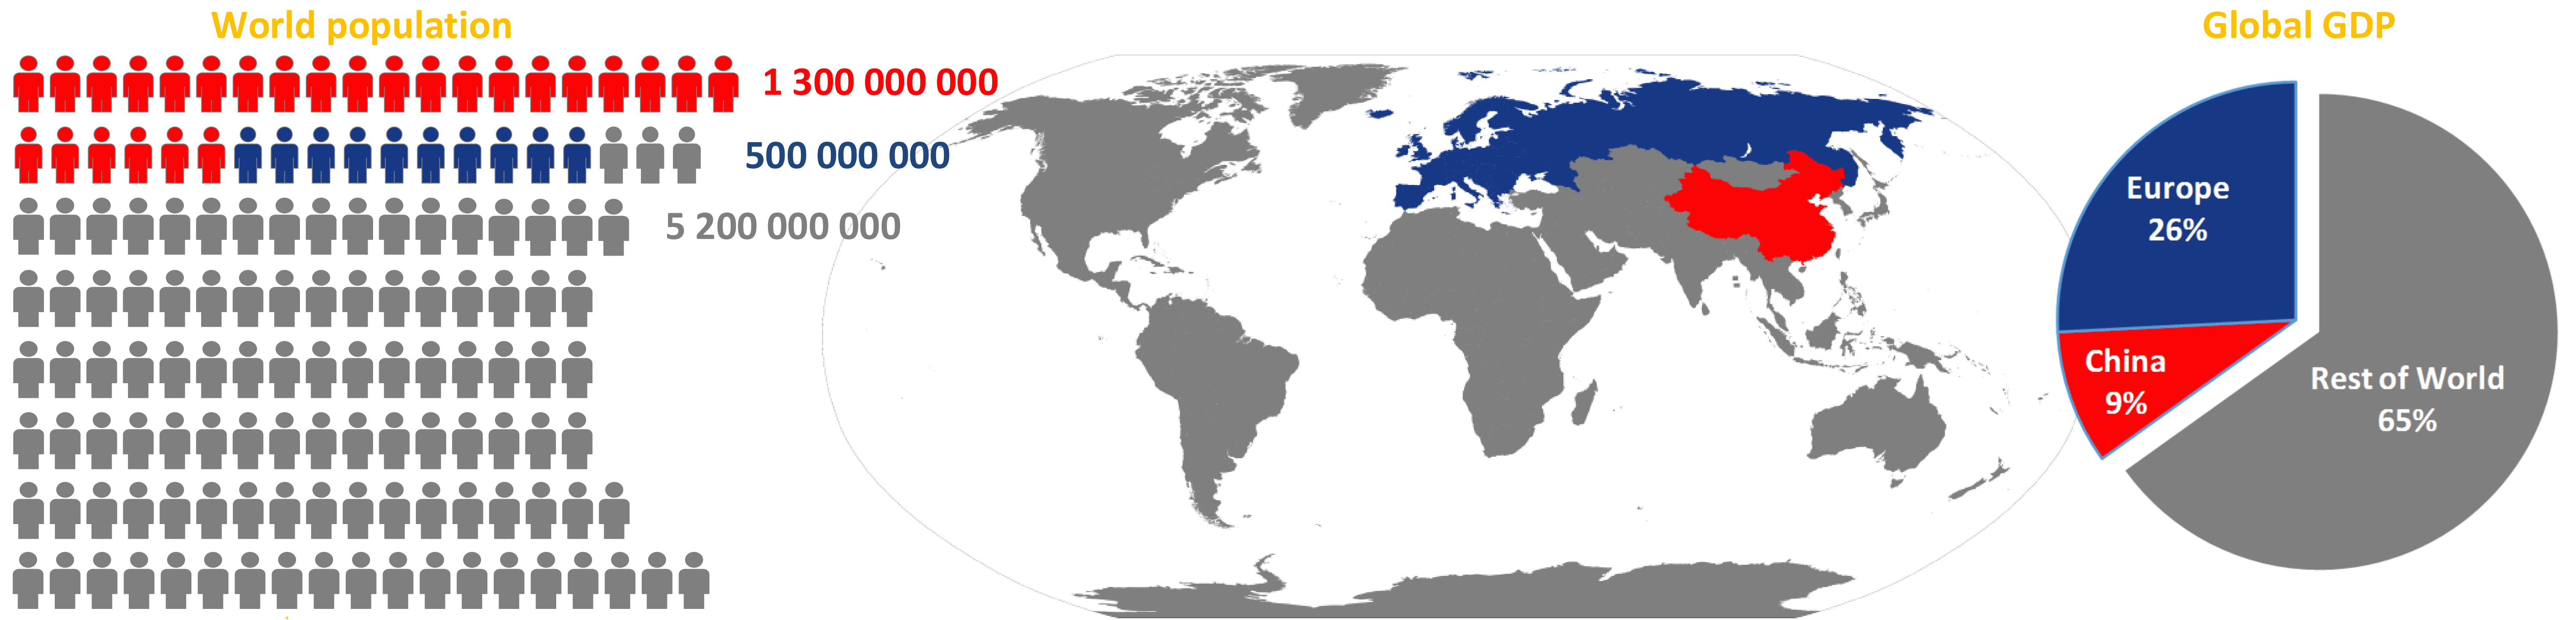 World population
1 300 000 000
500 000 000
5 200 000 000
Global GDP
Europe
26%
China
9%
Rest of World
65%